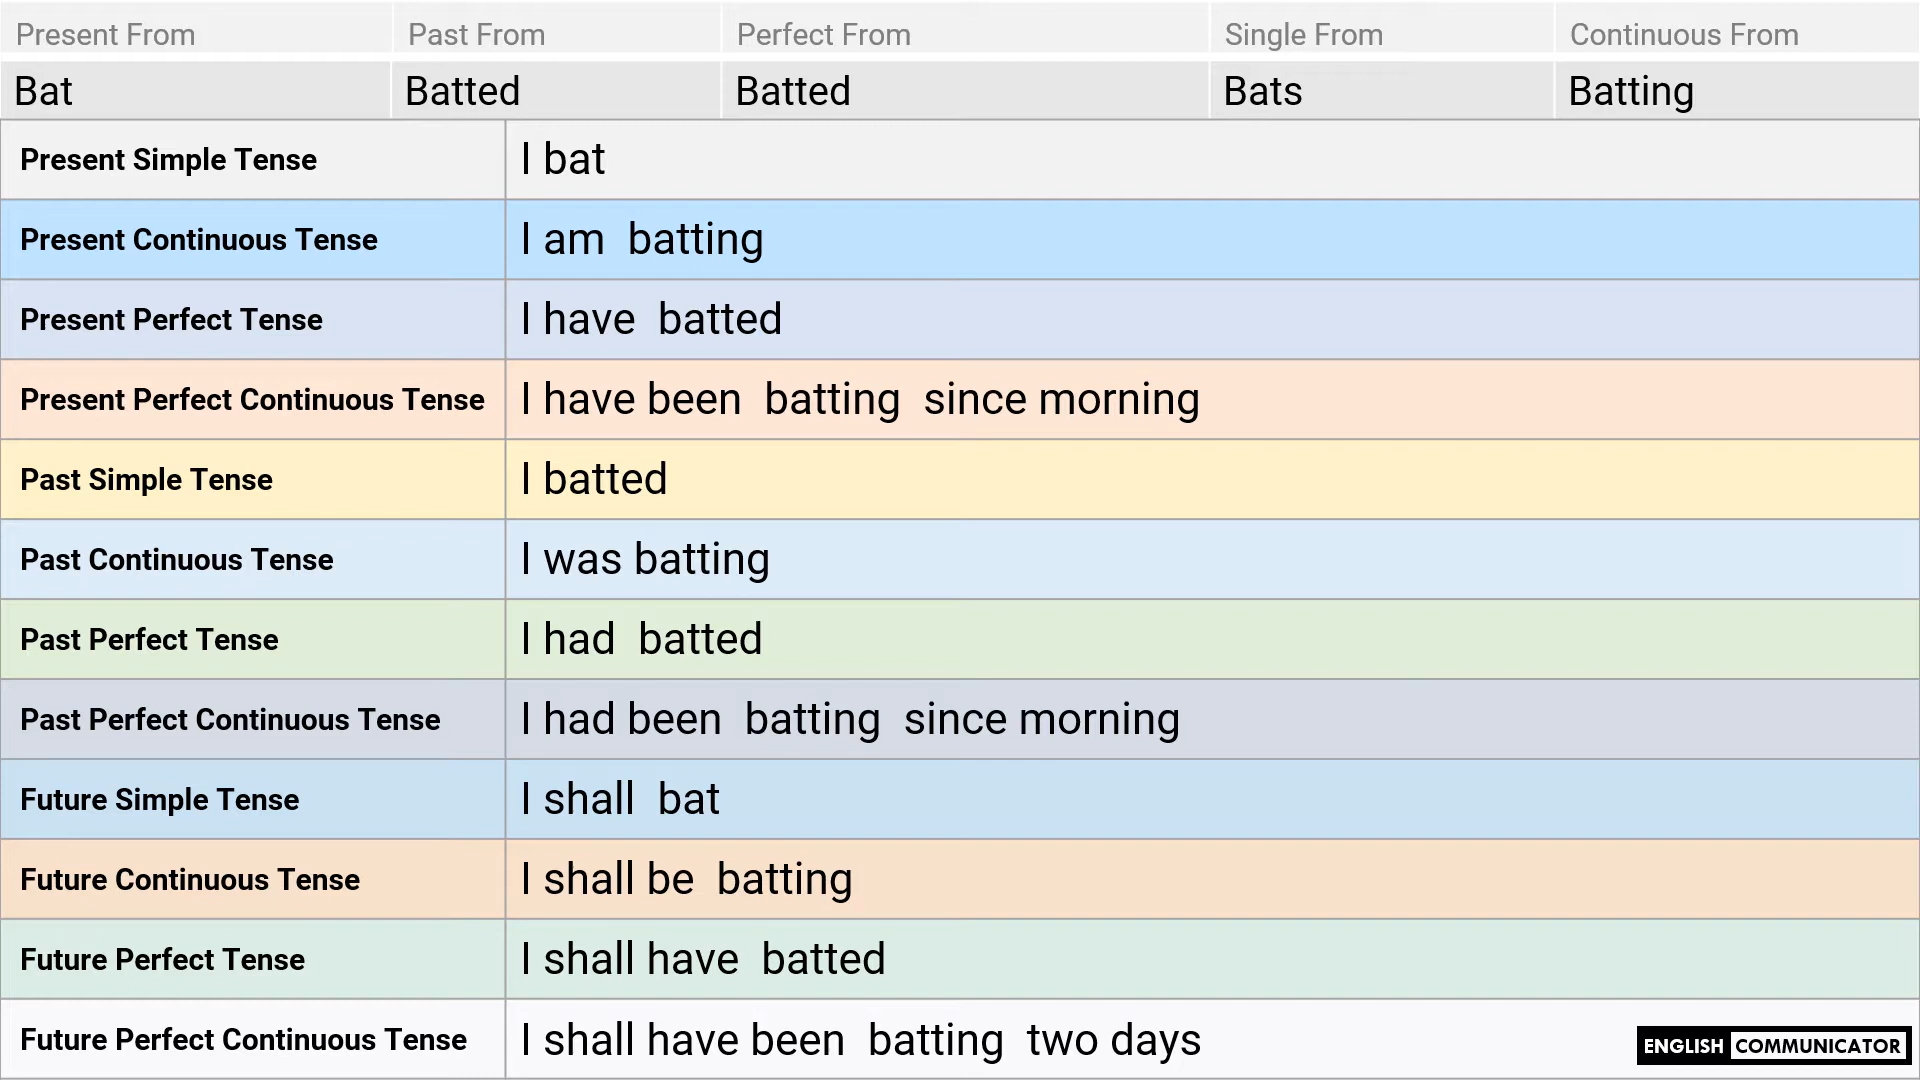 Present From Past From Perfect From Single From Continuous From
Bat Batted Batted Bats Batting
Present Simple Tense I bat
Present Continuous Tense I am batting
Present Perfect Tense I have batted
Present Perfect Continuous Tense I have been batting since morning
Past Simple Tense I batted
Past Continuous Tense I was batting
Past Perfect Tense I had batted
Past Perfect Continuous Tense I had been batting since morning
Future Simple Tense I shall bat
Future Continuous Tense I shall be batting
Future Perfect Tense I shall have batted
Future Perfect Continuous Tense I shall have been batting two days
ENGLISH COMMUNICATOR